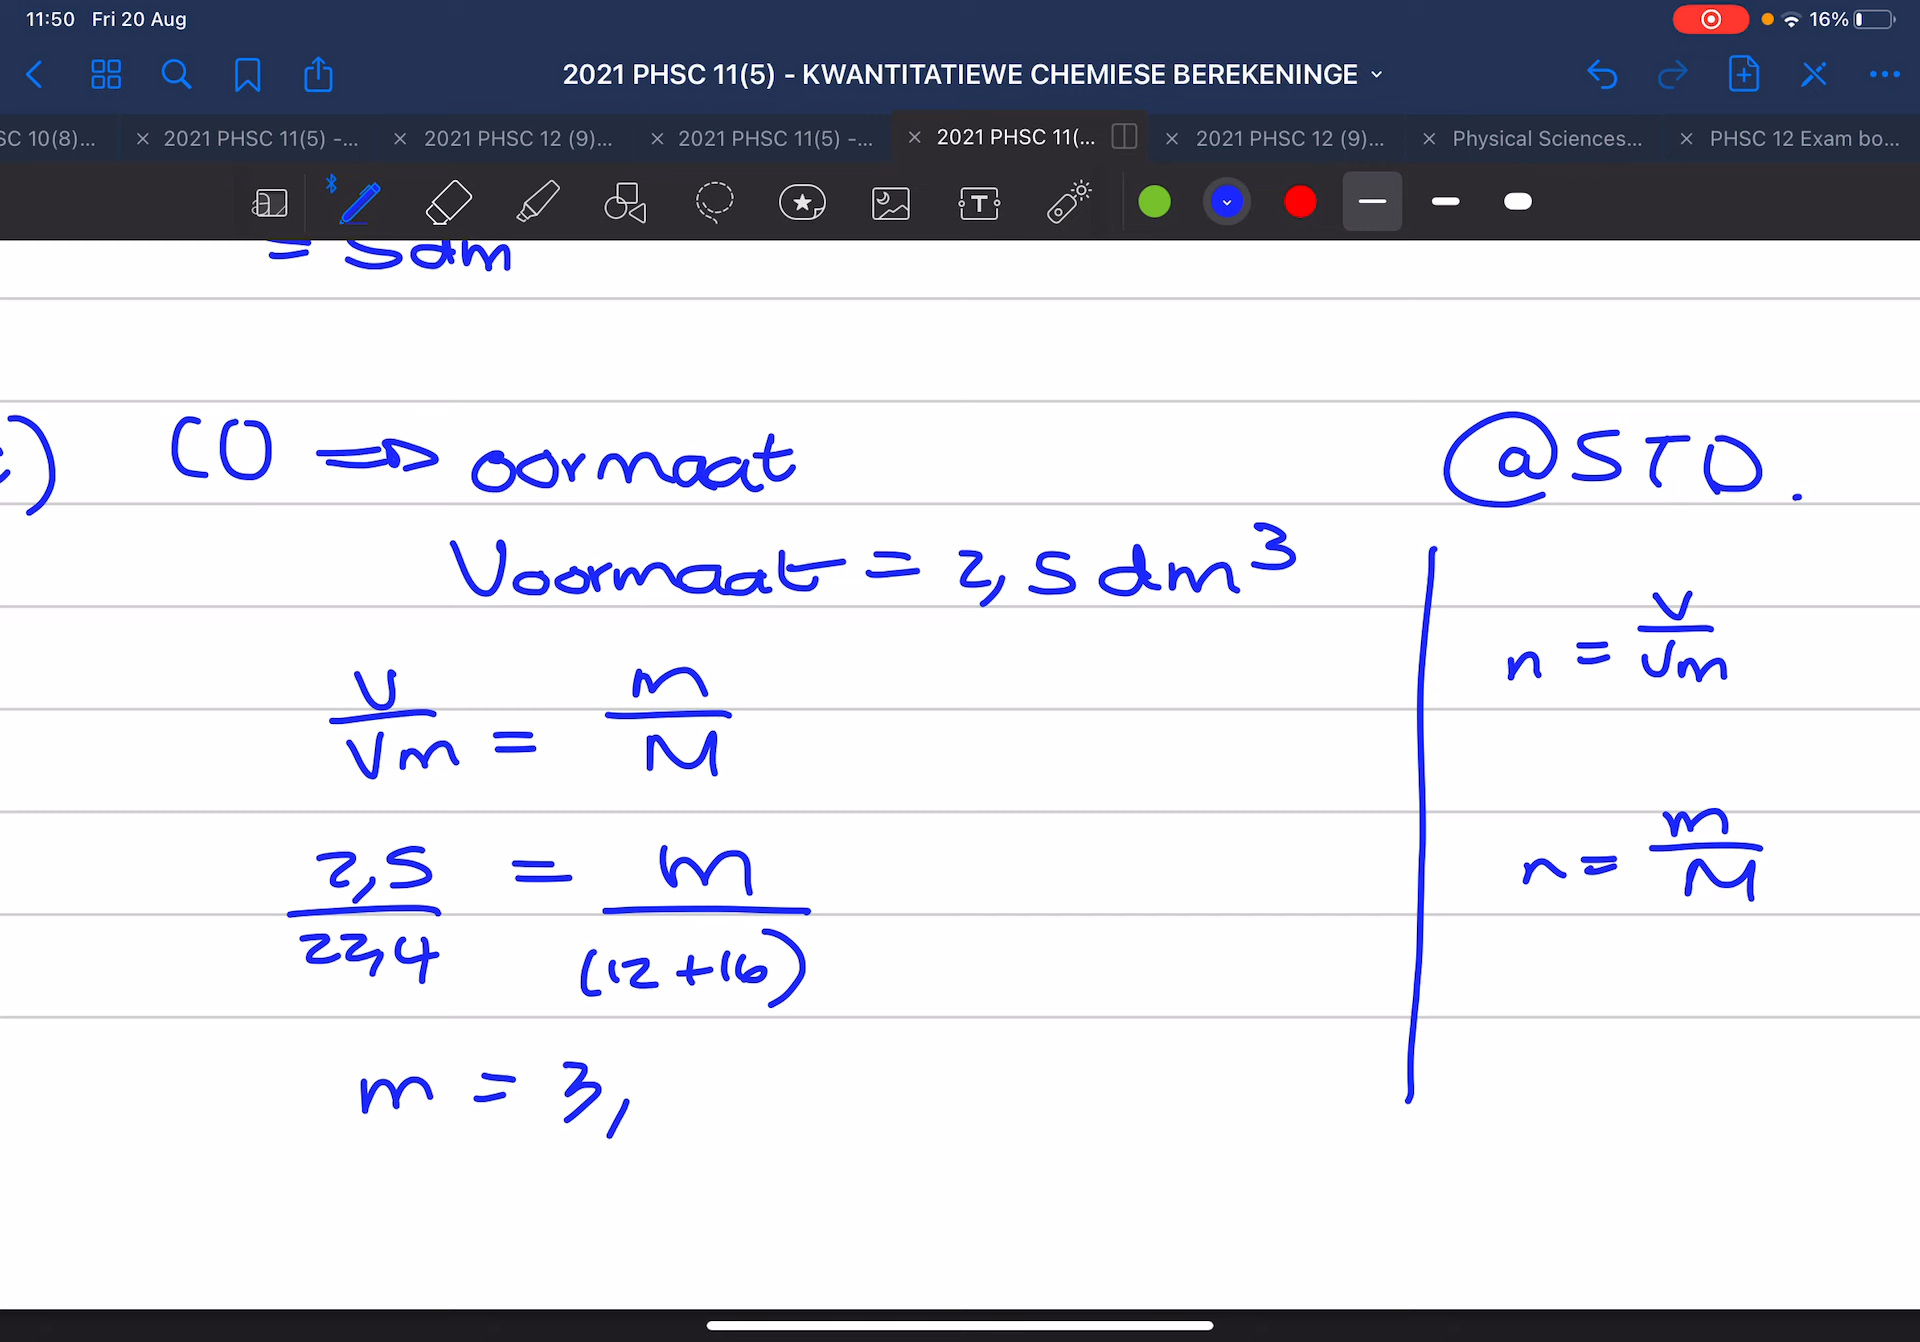 11:50 Fri 20 Aug 16%
2021 PHSC 11(5) - KWANTITATIEWE CHEMIESE BEREKENINGE
SC 10(8)... 2021 PHSC 11(5) -... 2021 PHSC 12 (9)... 2021 PHSC 11(5) -... 2021 PHSC 11(... 2021 PHSC 12 (9)... Physical Sciences... PHSC 12 Exam bo...
= 5dm
) CO ⇒ oormaat @STD.
Voormaat = 2,5 dm³
V/Vm = m/M
n = V/Vm
2,5/22,4 = m/(12+16)
n = m/M
m = 3,